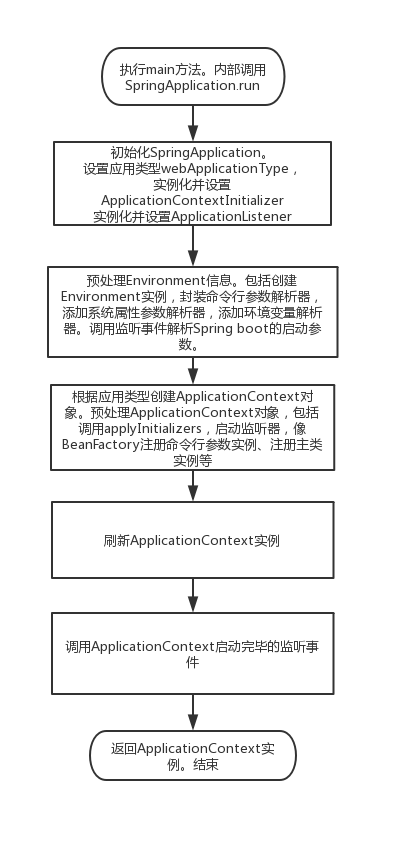 执行main方法。内部调用
SpringApplication.run
初始化SpringApplication。
设置应用类型webApplicationType，
实例化并设置
ApplicationContextInitializer
实例化并设置ApplicationListener
预处理Environment信息。包括创建
Environment实例，封装命令行参数解析器，
添加系统属性参数解析器，添加环境变量解析
器。调用监听事件解析Spring boot的启动参
数。
根据应用类型创建ApplicationContext对
象。预处理ApplicationContext对象，包括
调用applyInitializers，启动监听器，像
BeanFactory注册命令行参数实例、注册主类
实例等
刷新ApplicationContext实例
调用ApplicationContext启动完毕的监听事
件
返回ApplicationContext实
例。结束